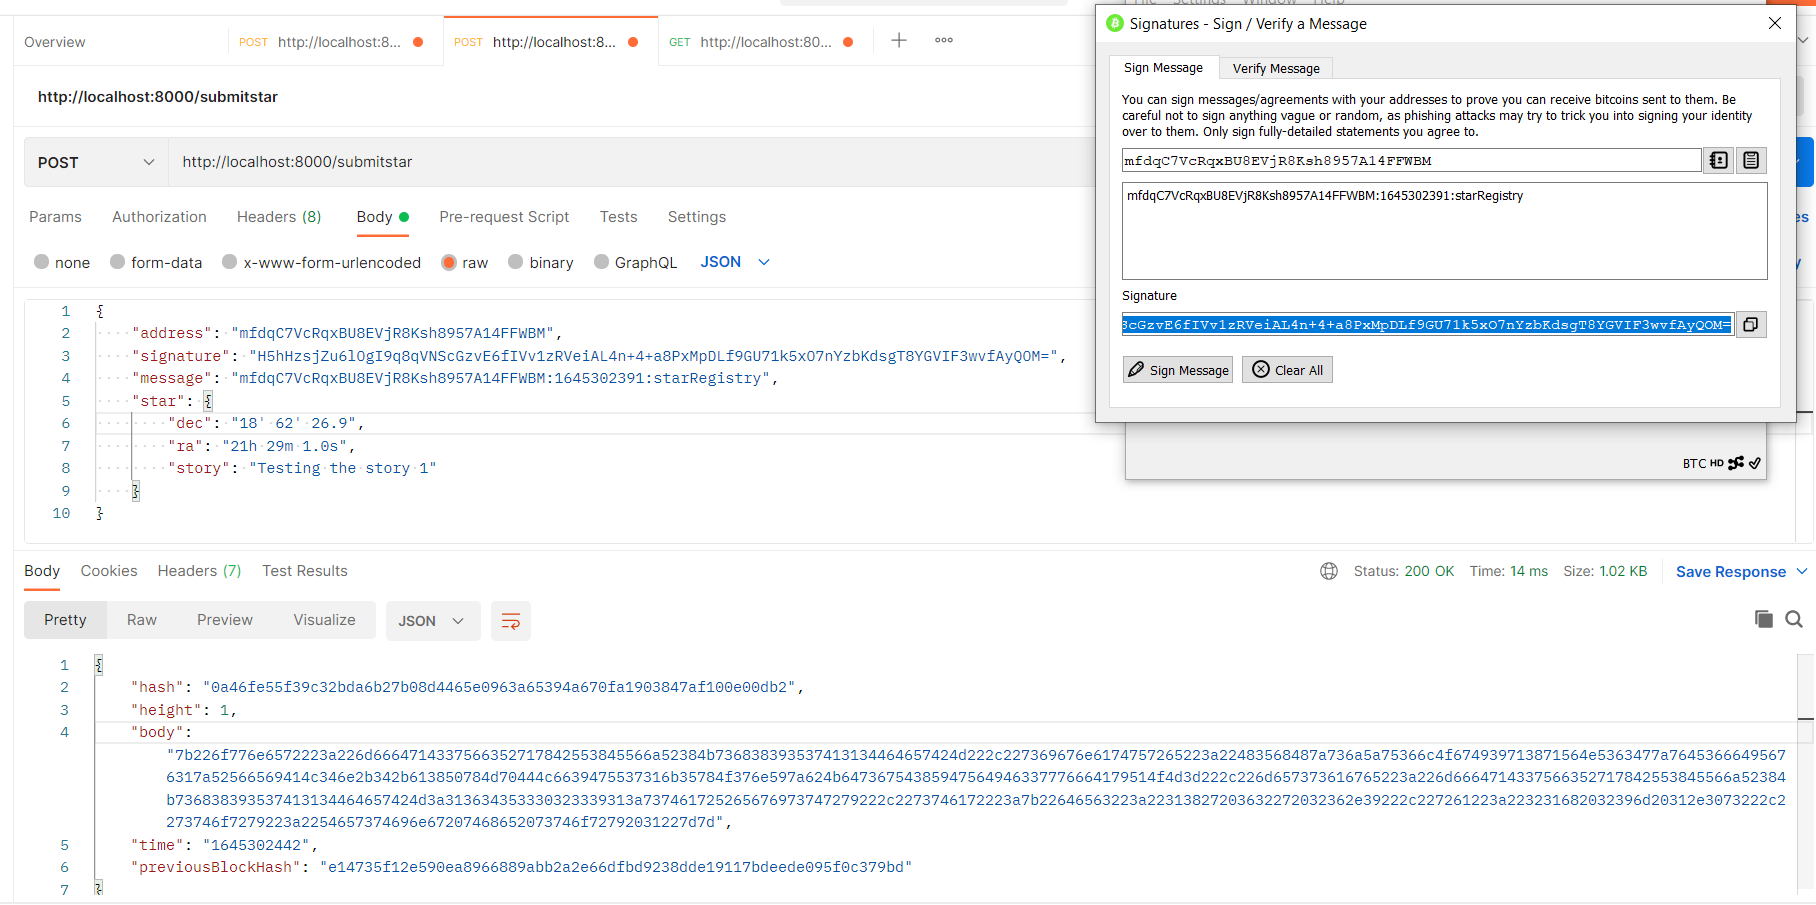 Overview
POST http://localhost:8...
POST http://localhost:8...
GET http://localhost:80...
http://localhost:8000/submitstar
POST
http://localhost:8000/submitstar
Params
Authorization
Headers (8)
Body
Pre-request Script
Tests
Settings
none
form-data
x-www-form-urlencoded
raw
binary
GraphQL
JSON
1 {
2 "address": "mfdqC7VcRqxBU8EVjR8Ksh8957A14FFWBM",
3 "signature": "H5hHzsjZu6lOgI9q8qVNScGzvE6fIVv1zRVeiAL4n+4+a8PxMpDLf9GU71k5xO7nYzbKdsgT8YGVIF3wvfAyQOM=",
4 "message": "mfdqC7VcRqxBU8EVjR8Ksh8957A14FFWBM:1645302391:starRegistry",
5 "star": {
6 "dec": "18' 62' 26.9",
7 "ra": "21h 29m 1.0s",
8 "story": "Testing the story 1"
9 }
10 }
Signatures - Sign / Verify a Message
Sign Message
Verify Message
You can sign messages/agreements with your addresses to prove you can receive bitcoins sent to them. Be
careful not to sign anything vague or random, as phishing attacks may try to trick you into signing your identity
over to them. Only sign fully-detailed statements you agree to.
mfdqC7VcRqxBU8EVjR8Ksh8957A14FFWBM
mfdqC7VcRqxBU8EVjR8Ksh8957A14FFWBM:1645302391:starRegistry
Signature
ScGzvE6fIVv1zRVeiAL4n+4+a8PxMpDLf9GU71k5xO7nYzbKdsgT8YGVIF3wvfAyQOM=
Sign Message
Clear All
BTC HD
Body
Cookies
Headers (7)
Test Results
Status: 200 OK
Time: 14 ms
Size: 1.02 KB
Save Response
Pretty
Raw
Preview
Visualize
JSON
1 {
2 "hash": "0a46fe55f39c32bda6b27b08d4465e0963a65394a670fa1903847af100e00db2",
3 "height": 1,
4 "body":
"7b226f776e6572223a226d6664714337566352717842553845566a52384b7368383935374131344646574​24d222c227369676e6174757265223a22483568487a736a5a75366c4f674939713871564e5363477a764536664956​76
6317a52566569414c346e2b342b613850784d70444c6639475537316b35784f376e597a624b64736754385947564946337776664179514f4d3d222c226d657373616765223a226d6664714337566352717842553845566a52384
b736838393537413134464657424d3a313634353330323339313a7374617252656769737472​79222c2273746172223a7b22646563223a2231382720363227​2032362e39222c227261223a223231682032396d20312e3073222c2
273746f7279223a2254657374696e67207468652073746f72792031227d7d",
5 "time": "1645302442",
6 "previousBlockHash": "e14735f12e590ea8966889abb2a2e66dfbd9238dde19117bdeede095f0c379bd"
7 }